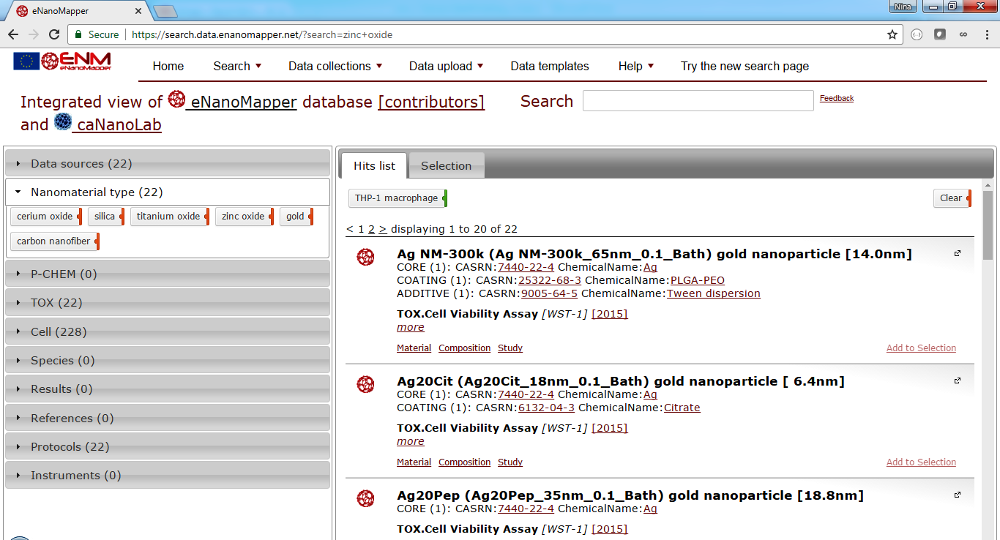 eNanoMapper
Nina
Secure
https://search.data.enanomapper.net/?search=zinc+oxide
ENM
eNanoMapper
Home Search Data collections Data upload Data templates Help Try the new search page
Integrated view of eNanoMapper database [contributors]
and caNanoLab
Search
Feedback
Data sources (22)
Nanomaterial type (22)
cerium oxide silica titanium oxide zinc oxide gold
carbon nanofiber
P-CHEM (0)
TOX (22)
Cell (228)
Species (0)
Results (0)
References (0)
Protocols (22)
Instruments (0)
Hits list Selection
THP-1 macrophage Clear
< 1 2 > displaying 1 to 20 of 22
Ag NM-300k (Ag NM-300k_65nm_0.1_Bath) gold nanoparticle [14.0nm]
CORE (1): CASRN:7440-22-4 ChemicalName:Ag
COATING (1): CASRN:25322-68-3 ChemicalName:PLGA-PEO
ADDITIVE (1): CASRN:9005-64-5 ChemicalName:Tween dispersion
TOX.Cell Viability Assay [WST-1] [2015]
more
Material Composition Study Add to Selection
Ag20Cit (Ag20Cit_18nm_0.1_Bath) gold nanoparticle [ 6.4nm]
CORE (1): CASRN:7440-22-4 ChemicalName:Ag
COATING (1): CASRN:6132-04-3 ChemicalName:Citrate
TOX.Cell Viability Assay [WST-1] [2015]
more
Material Composition Study Add to Selection
Ag20Pep (Ag20Pep_35nm_0.1_Bath) gold nanoparticle [18.8nm]
CORE (1): CASRN:7440-22-4 ChemicalName:Ag
TOX.Cell Viability Assay [WST-1] [2015]